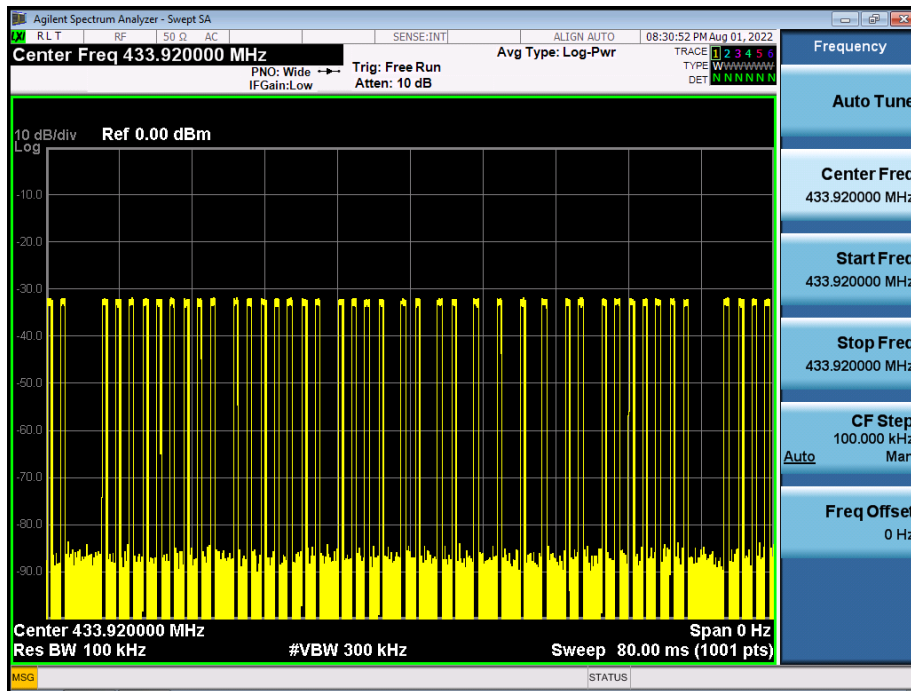 Agilent Spectrum Analyzer - Swept SA
LXI RL T RF 50 Ω AC SENSE:INT ALIGN AUTO 08:30:52 PM Aug 01, 2022
Center Freq 433.920000 MHz
PNO: Wide
IFGain:Low
Trig: Free Run
Atten: 10 dB
Avg Type: Log-Pwr
TRACE 1 2 3 4 5 6
TYPE WWWWWW
DET N N N N N N
10 dB/div
Log
Ref 0.00 dBm
-10.0
-20.0
-30.0
-40.0
-50.0
-60.0
-70.0
-80.0
-90.0
Center 433.920000 MHz
Span 0 Hz
Res BW 100 kHz
#VBW 300 kHz
Sweep 80.00 ms (1001 pts)
MSG
STATUS
Frequency
Auto Tune
Center Freq
433.920000 MHz
Start Freq
433.920000 MHz
Stop Freq
433.920000 MHz
CF Step
100.000 kHz
Auto Man
Freq Offset
0 Hz